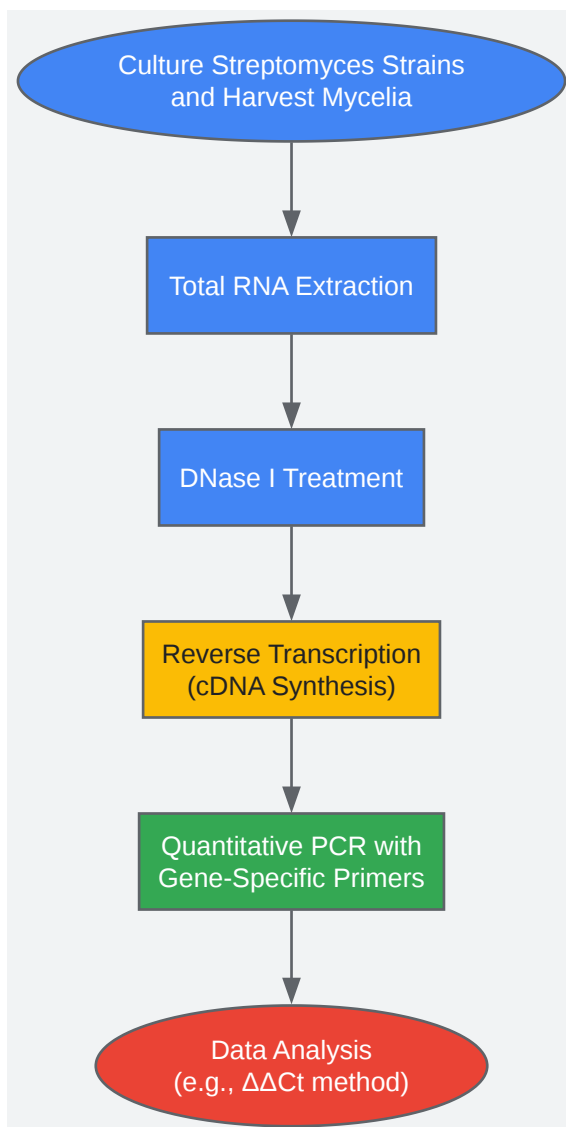 Culture Streptomyces Strains
and Harvest Mycelia
Total RNA Extraction
DNase I Treatment
Reverse Transcription
(cDNA Synthesis)
Quantitative PCR with
Gene-Specific Primers
Data Analysis
(e.g., ΔΔCt method)